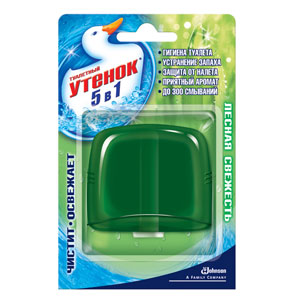 ТУАЛЕТНЫЙ
УТЕНОК
5 в 1
• ГИГИЕНА ТУАЛЕТА
• УСТРАНЕНИЕ ЗАПАХА
• ЗАЩИТА ОТ НАЛЕТА
• ПРИЯТНЫЙ АРОМАТ
• ДО 300 СМЫВАНИЙ
ЧИСТИТ • ОСВЕЖАЕТ
ЛЕСНАЯ СВЕЖЕСТЬ
Johnson
A FAMILY COMPANY